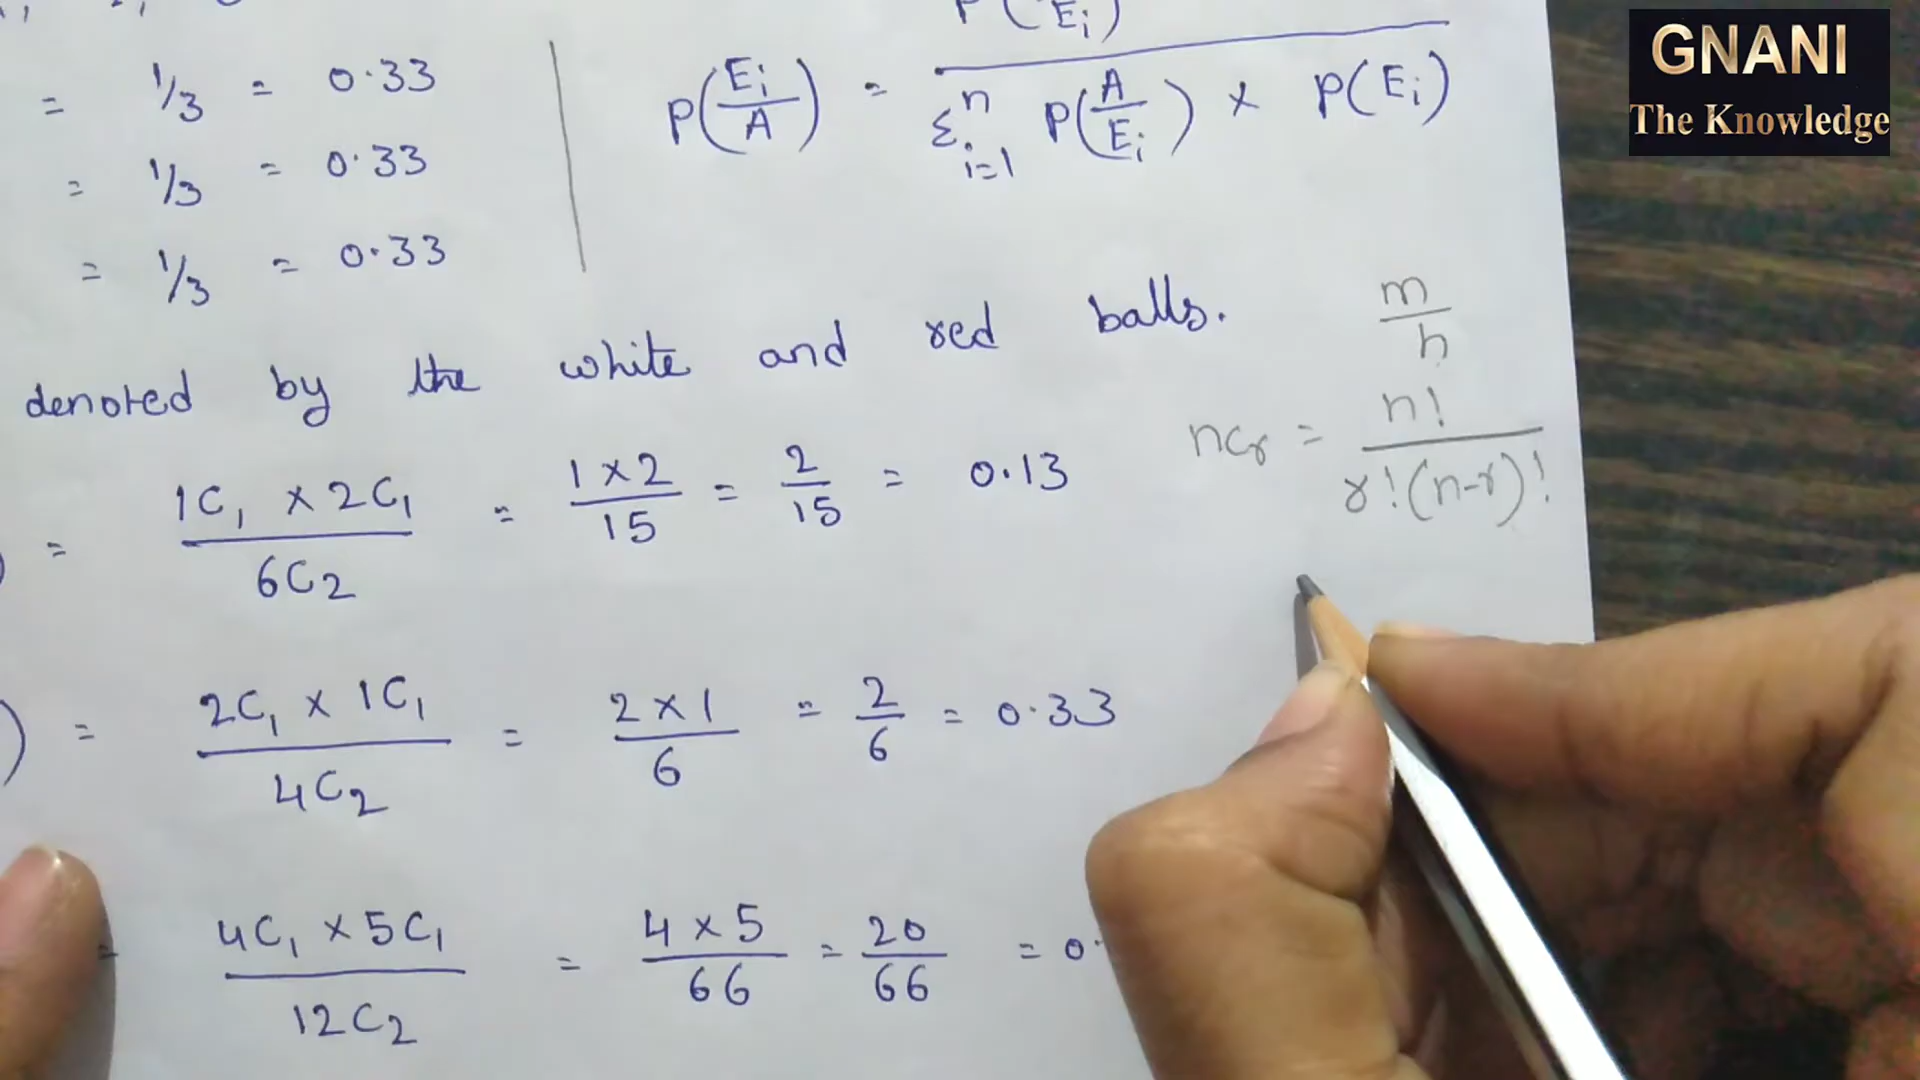 GNANI
The Knowledge
= 1/3 = 0.33
= 1/3 = 0.33
= 1/3 = 0.33
P(Ei)
P(Ei/A) = Σ n i=1 P(A/Ei) × P(Ei)
denoted by the white and red balls.
m/n
nCr = n!/r!(n-r)!
= 1C1 × 2C1 / 6C2 = 1×2/15 = 2/15 = 0.13
) = 2C1 × 1C1 / 4C2 = 2×1/6 = 2/6 = 0.33
= 4C1 × 5C1 / 12C2 = 4×5/66 = 20/66 = 0.